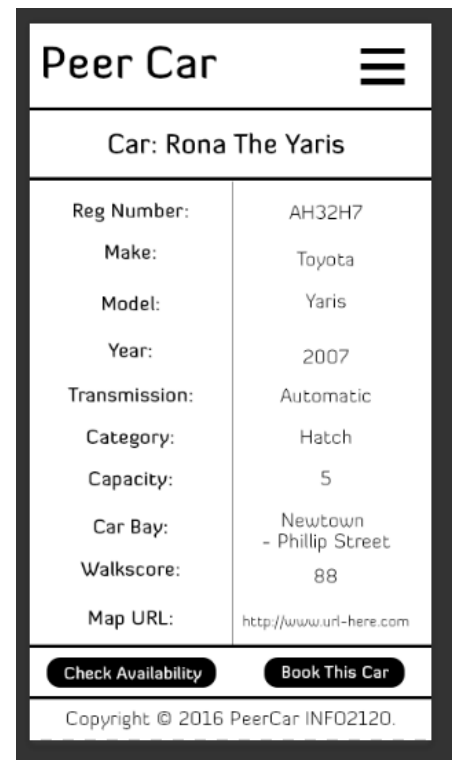 Peer Car
Car: Rona The Yaris
Reg Number: AH32H7
Make: Toyota
Model: Yaris
Year: 2007
Transmission: Automatic
Category: Hatch
Capacity: 5
Car Bay: Newtown
- Phillip Street
Walkscore: 88
Map URL: http://www.url-here.com
Check Availability Book This Car
Copyright © 2016 PeerCar INFO2120.